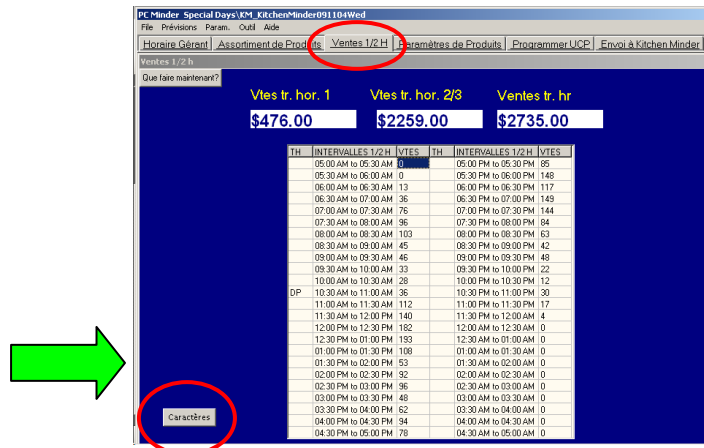 PC Minder Special Days\KM_KitchenMinder091104Wed
File Prévisions Param. Outil Aide
Horaire Gérant Assortiment de Produits Ventes 1/2 H Paramètres de Produits Programmer UCP Envoi à Kitchen Minder
Ventes 1/2 h
Que faire maintenant?
Vtes tr. hor. 1 Vtes tr. hor. 2/3 Ventes tr. hr
$476.00 $2259.00 $2735.00
TH INTERVALLES 1/2 H VTES TH INTERVALLES 1/2 H VTES
05:00 AM to 05:30 AM 0 05:00 PM to 05:30 PM 85
05:30 AM to 06:00 AM 0 05:30 PM to 06:00 PM 148
06:00 AM to 06:30 AM 13 06:00 PM to 06:30 PM 117
06:30 AM to 07:00 AM 36 06:30 PM to 07:00 PM 149
07:00 AM to 07:30 AM 76 07:00 PM to 07:30 PM 144
07:30 AM to 08:00 AM 96 07:30 PM to 08:00 PM 84
08:00 AM to 08:30 AM 103 08:00 PM to 08:30 PM 63
08:30 AM to 09:00 AM 45 08:30 PM to 09:00 PM 42
09:00 AM to 09:30 AM 46 09:00 PM to 09:30 PM 48
09:30 AM to 10:00 AM 33 09:30 PM to 10:00 PM 22
10:00 AM to 10:30 AM 28 10:00 PM to 10:30 PM 12
DP 10:30 AM to 11:00 AM 36 10:30 PM to 11:00 PM 30
11:00 AM to 11:30 AM 112 11:00 PM to 11:30 PM 17
11:30 AM to 12:00 PM 140 11:30 PM to 12:00 AM 4
12:00 PM to 12:30 PM 182 12:00 AM to 12:30 AM 0
12:30 PM to 01:00 PM 193 12:30 AM to 01:00 AM 0
01:00 PM to 01:30 PM 108 01:00 AM to 01:30 AM 0
01:30 PM to 02:00 PM 53 01:30 AM to 02:00 AM 0
02:00 PM to 02:30 PM 92 02:00 AM to 02:30 AM 0
02:30 PM to 03:00 PM 96 02:30 AM to 03:00 AM 0
03:00 PM to 03:30 PM 48 03:00 AM to 03:30 AM 0
03:30 PM to 04:00 PM 62 03:30 AM to 04:00 AM 0
04:00 PM to 04:30 PM 94 04:00 AM to 04:30 AM 0
04:30 PM to 05:00 PM 78 04:30 AM to 05:00 AM 0
Caractères